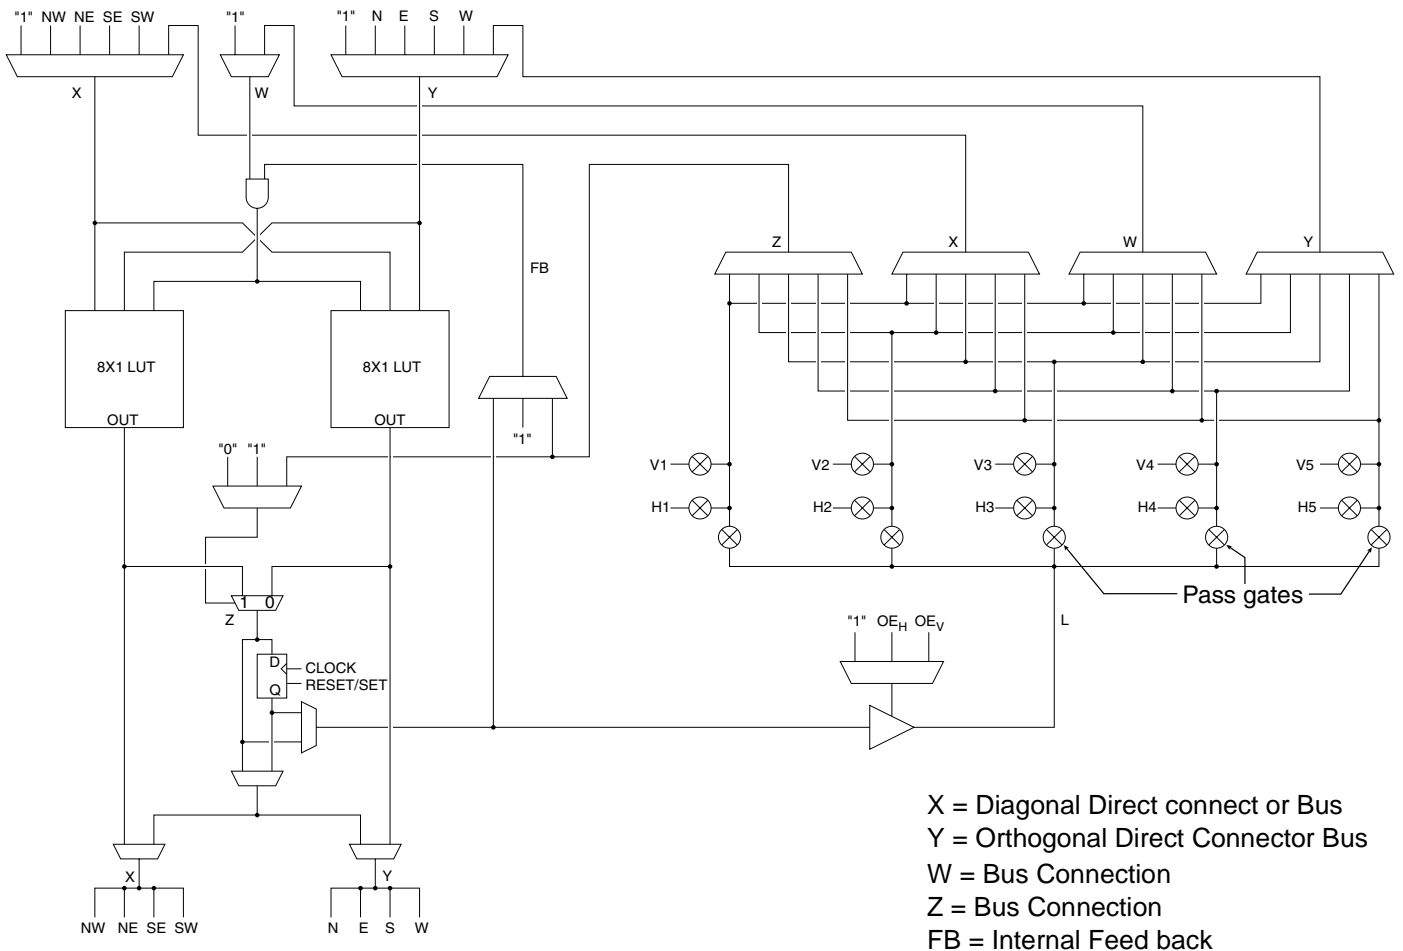 "1" NW NE SE SW "1" "1" N E S W
X W Y
Z X W Y
FB
8X1 LUT 8X1 LUT
OUT OUT
"1"
"0" "1"
V1 V2 V3 V4 V5
H1 H2 H3 H4 H5
Pass gates
1 0
Z
"1" OEH OEV
L
D
CLOCK
Q
RESET/SET
X = Diagonal Direct connect or Bus
Y = Orthogonal Direct Connector Bus
W = Bus Connection
Z = Bus Connection
FB = Internal Feed back
X Y
NW NE SE SW N E S W